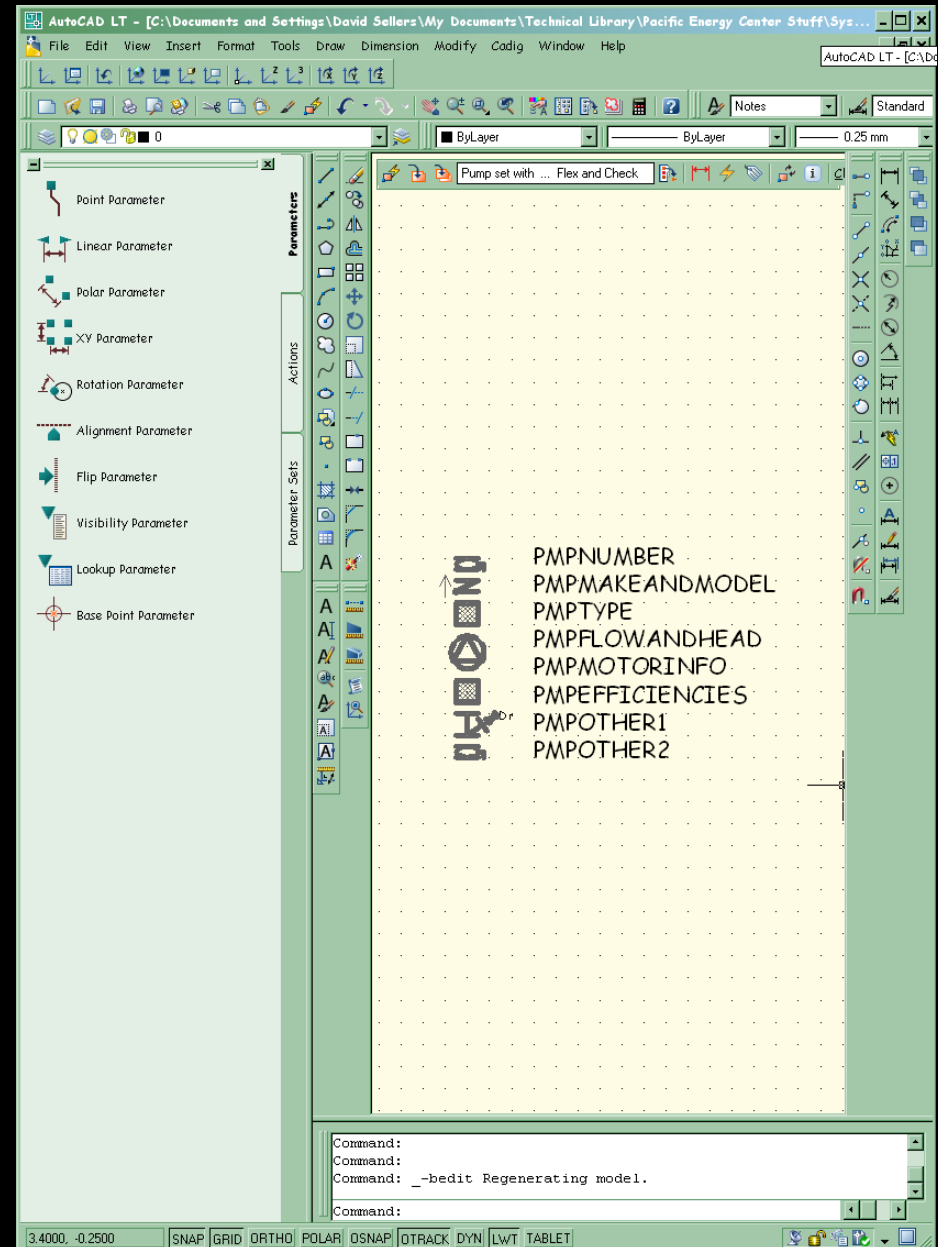 AutoCAD LT - [C:\Documents and Settings\David Sellers\My Documents\Technical Library\Pacific Energy Center Stuff\Sys...
File Edit View Insert Format Tools Draw Dimension Modify Cadig Window Help
AutoCAD LT - [C:\Do
Notes
Standard
0
ByLayer
ByLayer
0.25 mm
Pump set with ... Flex and Check
Parameters
Actions
Parameter Sets
Point Parameter
Linear Parameter
Polar Parameter
XY Parameter
Rotation Parameter
Alignment Parameter
Flip Parameter
Visibility Parameter
Lookup Parameter
Base Point Parameter
PMPNUMBER
PMPMAKEANDMODEL
PMPTYPE
PMPFLOWANDHEAD
PMPMOTORINFO
PMPEFFICIENCIES
Dr
PMPOTHER1
PMPOTHER2
Command:
Command:
Command: _-bedit Regenerating model.
Command:
3.4000, -0.2500 SNAP GRID ORTHO POLAR OSNAP OTRACK DYN LWT TABLET